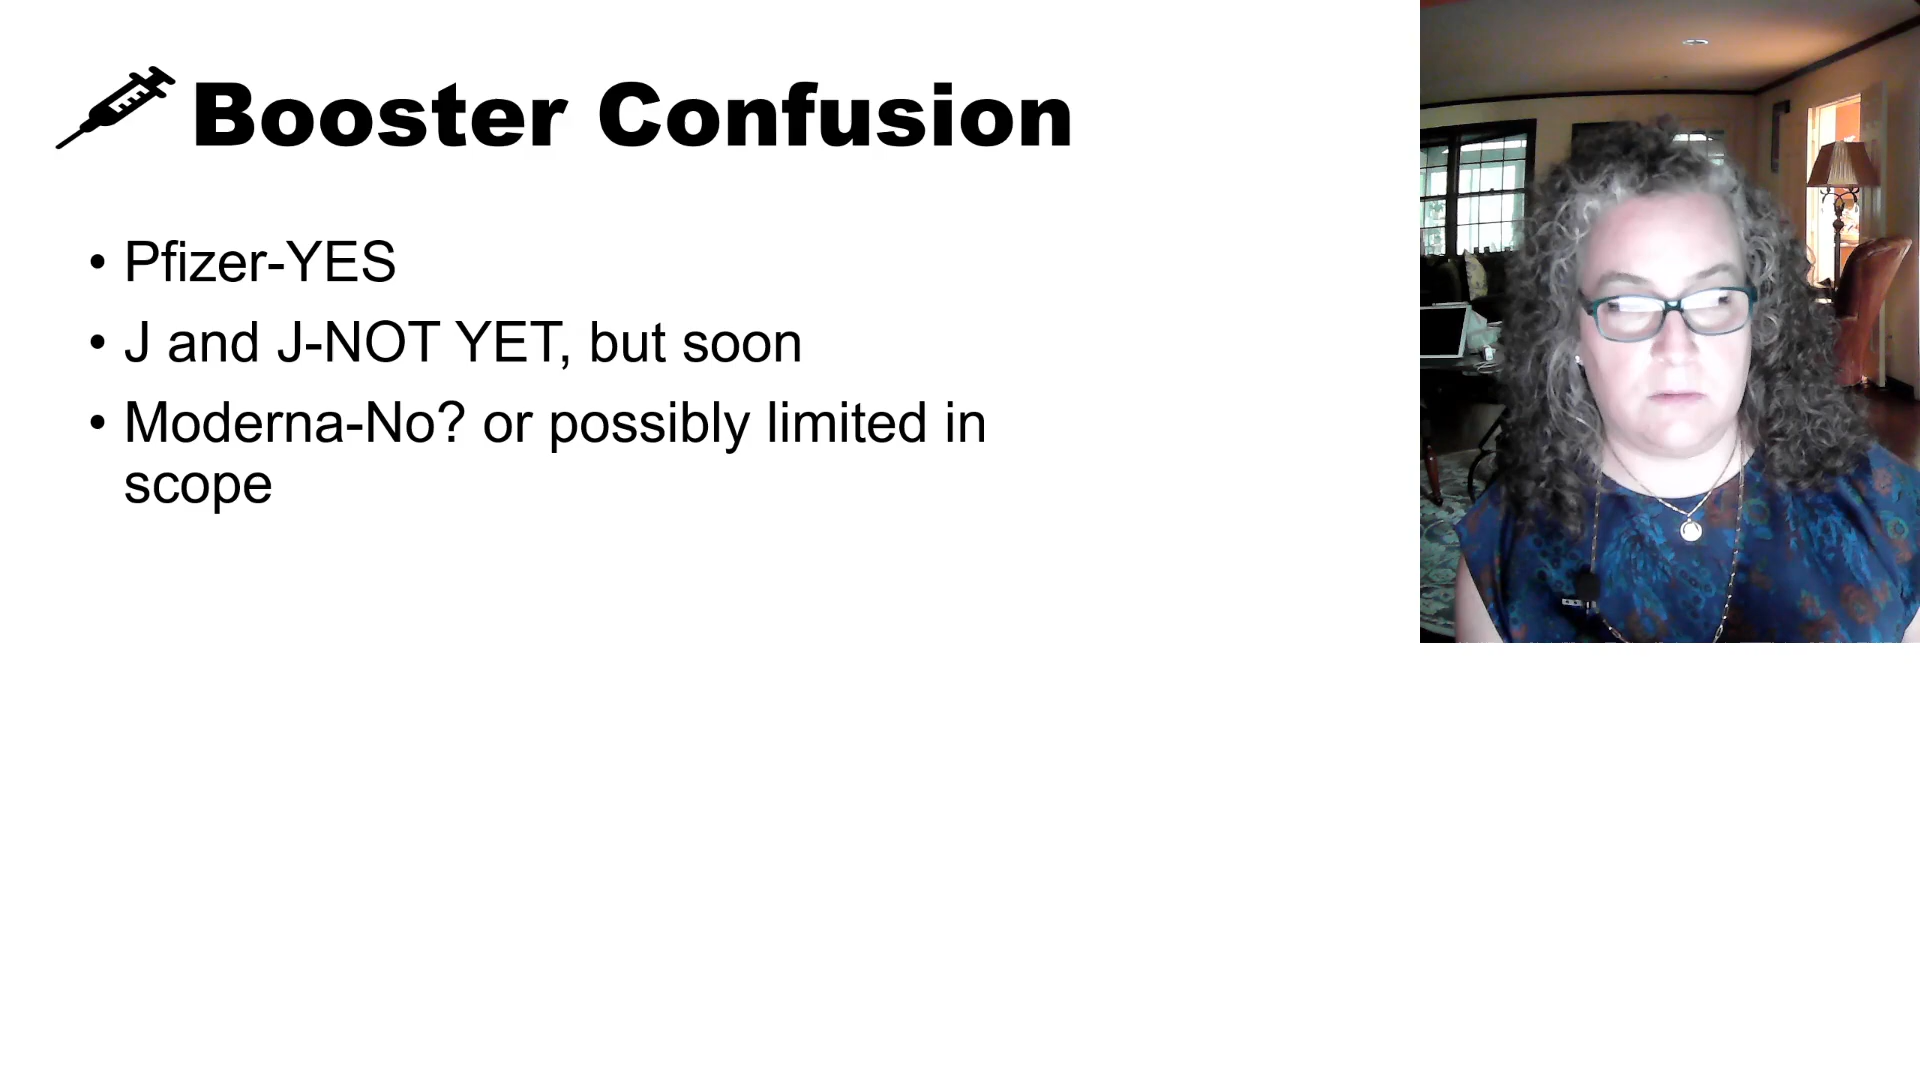 Booster Confusion
• Pfizer-YES
• J and J-NOT YET, but soon
• Moderna-No? or possibly limited in
scope